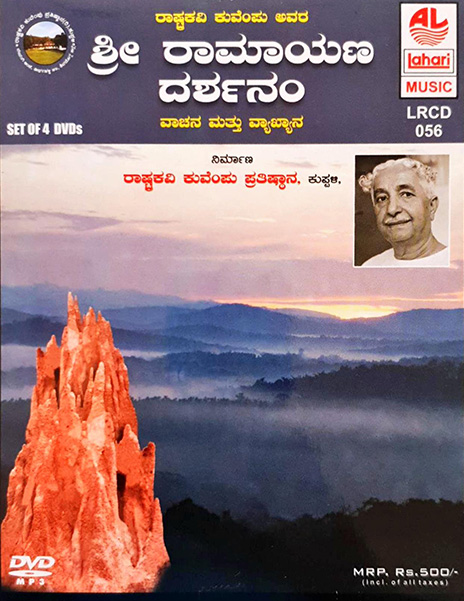 ರಾಷ್ಟ್ರಕವಿ ಕುವೆಂಪು ಅವರ
ಶ್ರೀ ರಾಮಾಯಣ
ದರ್ಶನಂ
ವಾಚನ ಮತ್ತು ವ್ಯಾಖ್ಯಾನ
AL
Lahari
MUSIC
LRCD
056
SET OF 4 DVDs
ನಿರ್ಮಾಣ
ರಾಷ್ಟ್ರಕವಿ ಕುವೆಂಪು ಪ್ರತಿಷ್ಠಾನ, ಕುಪ್ಪಳಿ,
DVD
MP3
MRP. Rs.500/-
(Incl. of all taxes)